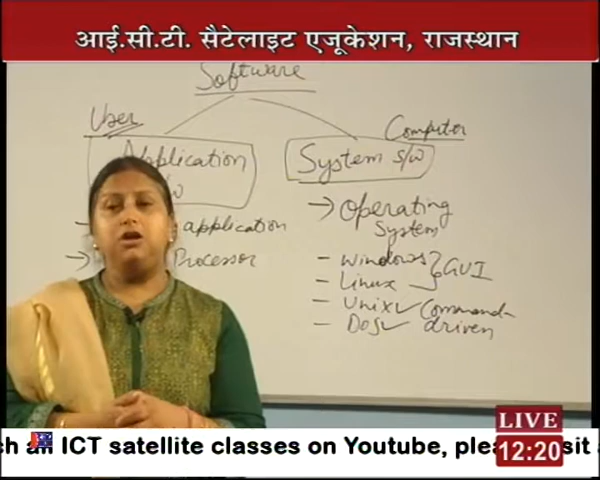 आई.सी.टी. सैटेलाइट एजूकेशन, राजस्थान
Software
User
Computer
Application
System s/w
/w
→ Operating
System
application
- Windows } GUI
- Linux
→ Processor
- Unix ✓ Command-
- DOS ✓ driven
LIVE
12:20
ICT satellite classes on Youtube,